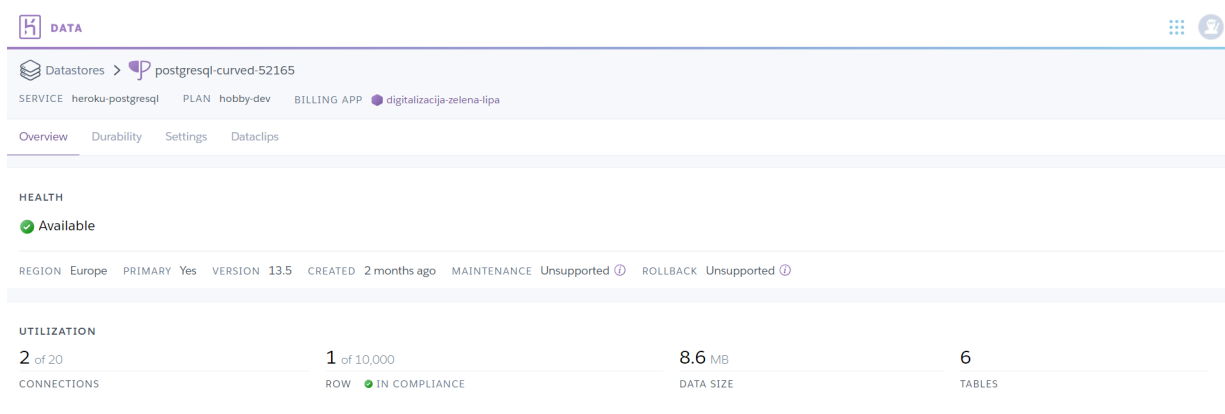 DATA
Datastores > postgresql-curved-52165
SERVICE heroku-postgresql PLAN hobby-dev BILLING APP digitalizacija-zelena-lipa
Overview Durability Settings Dataclips
HEALTH
Available
REGION Europe PRIMARY Yes VERSION 13.5 CREATED 2 months ago MAINTENANCE Unsupported ROLLBACK Unsupported
UTILIZATION
2 of 20 1 of 10,000 8.6 MB 6
CONNECTIONS ROW IN COMPLIANCE DATA SIZE TABLES